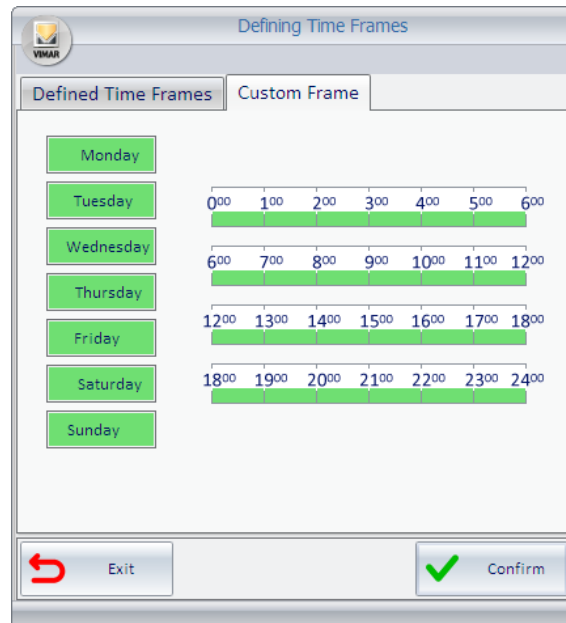 Defining Time Frames
VIMAR
Defined Time Frames Custom Frame
Monday
Tuesday
Wednesday
Thursday
Friday
Saturday
Sunday
000 100 200 300 400 500 600
600 700 800 900 1000 1100 1200
1200 1300 1400 1500 1600 1700 1800
1800 1900 2000 2100 2200 2300 2400
Exit Confirm